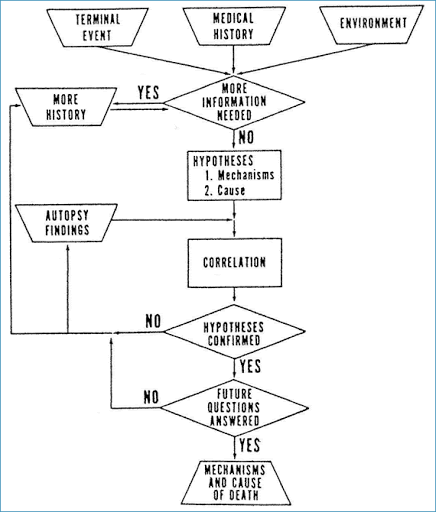 TERMINAL
EVENT
MEDICAL
HISTORY
ENVIRONMENT
MORE
INFORMATION
NEEDED
YES
MORE
HISTORY
NO
HYPOTHESES
1. Mechanisms
2. Cause
AUTOPSY
FINDINGS
CORRELATION
NO
HYPOTHESES
CONFIRMED
YES
NO
FUTURE
QUESTIONS
ANSWERED
YES
MECHANISMS
AND CAUSE
OF DEATH